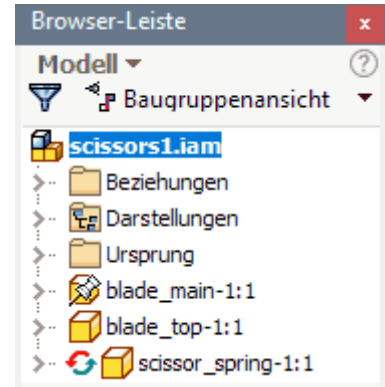 Browser-Leiste x
Modell ?
Baugruppenansicht
scissors1.iam
Beziehungen
Darstellungen
Ursprung
blade_main-1:1
blade_top-1:1
scissor_spring-1:1